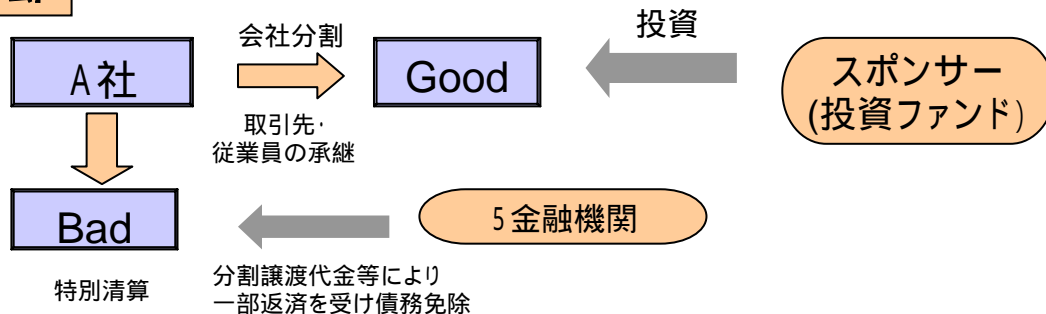 会社分割
投資
A社
Good
スポンサー
(投資ファンド)
取引先・
従業員の承継
Bad
5金融機関
特別清算
分割譲渡代金等により
一部返済を受け債務免除